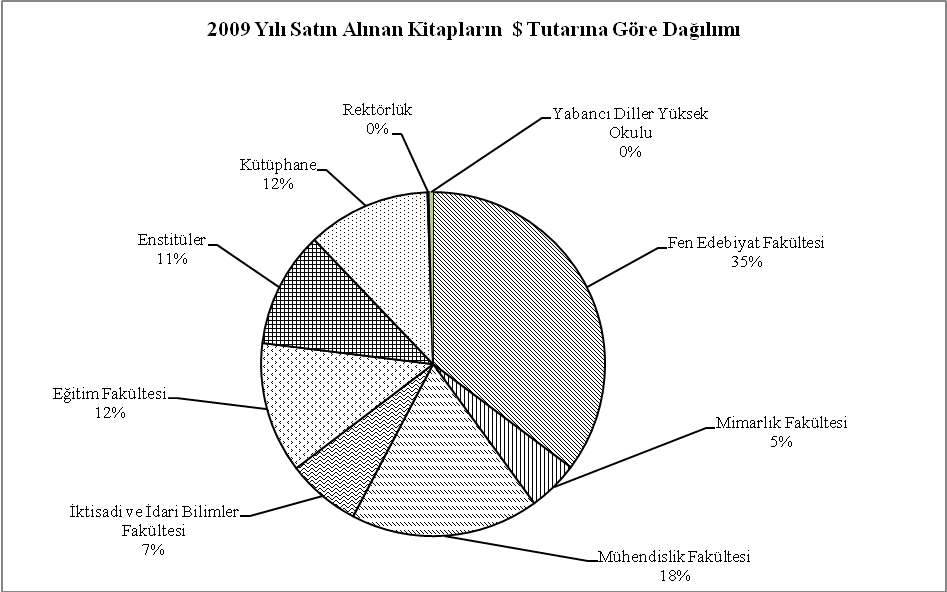 2009 Yılı Satın Alınan Kitapların $ Tutarına Göre Dağılımı
Rektörlük
0%
Yabancı Diller Yüksek
Okulu
0%
Kütüphane
12%
Enstitüler
11%
Fen Edebiyat Fakültesi
35%
Eğitim Fakültesi
12%
Mimarlık Fakültesi
5%
İktisadi ve İdari Bilimler
Fakültesi
7%
Mühendislik Fakültesi
18%